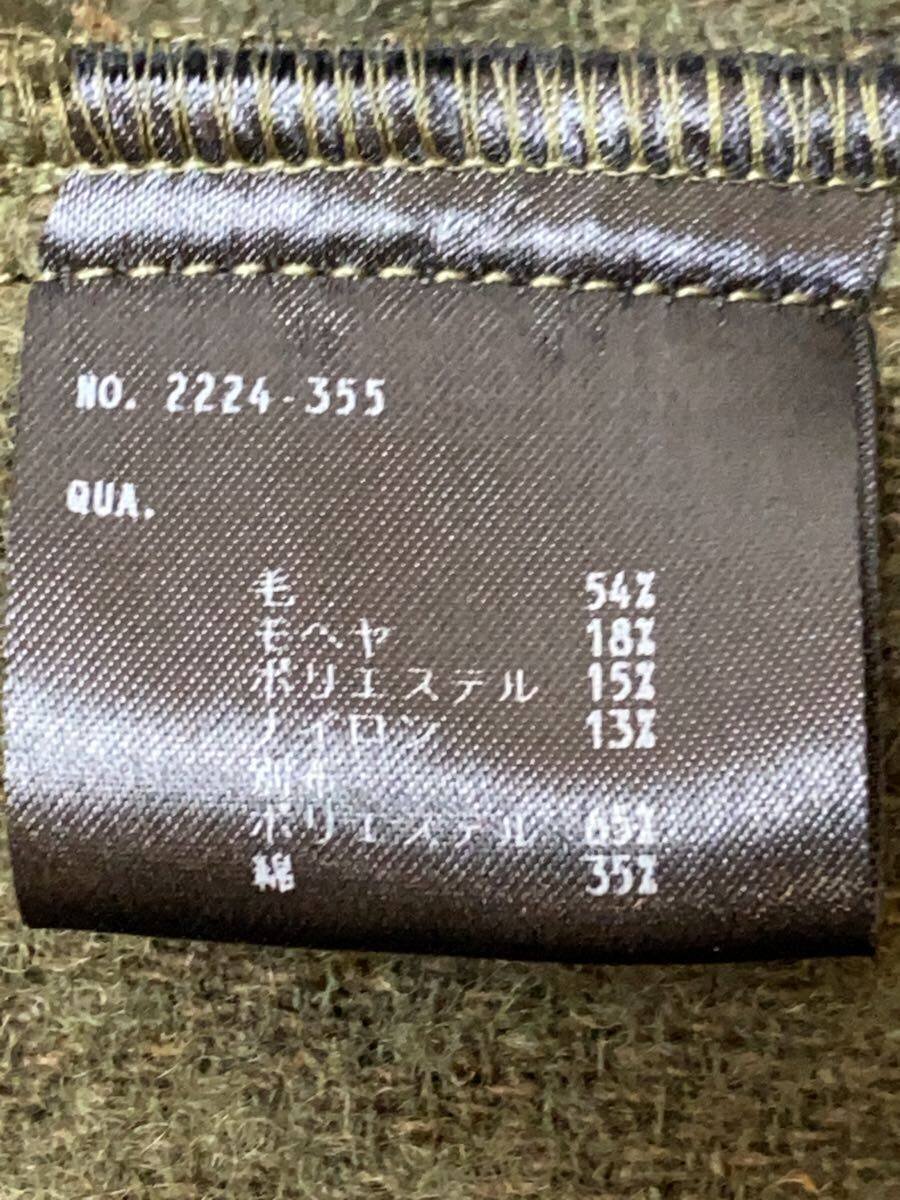 NO. 2224-355
QUA.
毛 54%
モヘヤ 18%
ポリエステル 15%
ナイロン 13%
別布
ポリエステル 65%
綿 35%